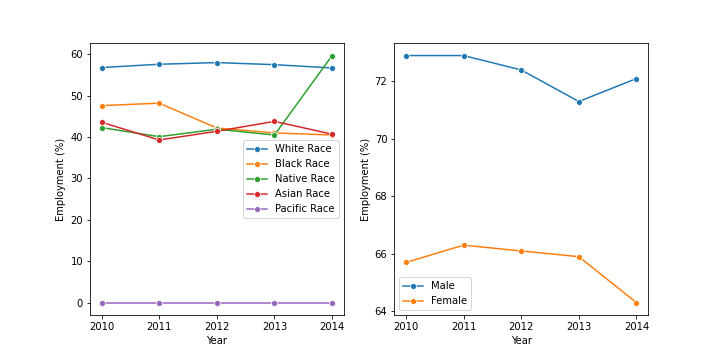 60
50
40
30
20
10
0
Employment (%)
White Race
Black Race
Native Race
Asian Race
Pacific Race
2010 2011 2012 2013 2014
Year
72
70
68
66
64
Employment (%)
Male
Female
2010 2011 2012 2013 2014
Year